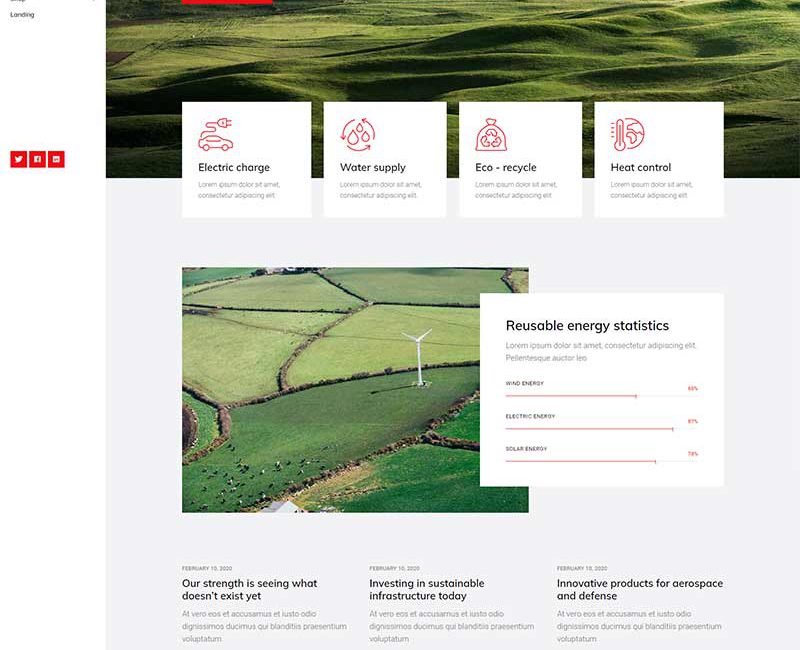 Landing
Electric charge
Lorem ipsum dolor sit amet,
consectetur adipiscing elit
Water supply
Lorem ipsum dolor sit amet,
consectetur adipiscing elit
Eco - recycle
Lorem ipsum dolor sit amet,
consectetur adipiscing elit
Heat control
Lorem ipsum dolor sit amet,
consectetur adipiscing elit
Reusable energy statistics
Lorem ipsum dolor sit amet, consectetur adipiscing elit.
Pellentesque auctor leo
WIND ENERGY
68%
ELECTRIC ENERGY
87%
SOLAR ENERGY
78%
FEBRUARY 10, 2020
Our strength is seeing what
doesn't exist yet
At vero eos et accusamus et iusto odio
dignissimos ducimus qui blanditiis praesentium
voluptatum
FEBRUARY 10, 2020
Investing in sustainable
infrastructure today
At vero eos et accusamus et iusto odio
dignissimos ducimus qui blanditiis praesentium
voluptatum
FEBRUARY 10, 2020
Innovative products for aerospace
and defense
At vero eos et accusamus et iusto odio
dignissimos ducimus qui blanditiis praesentium
voluptatum